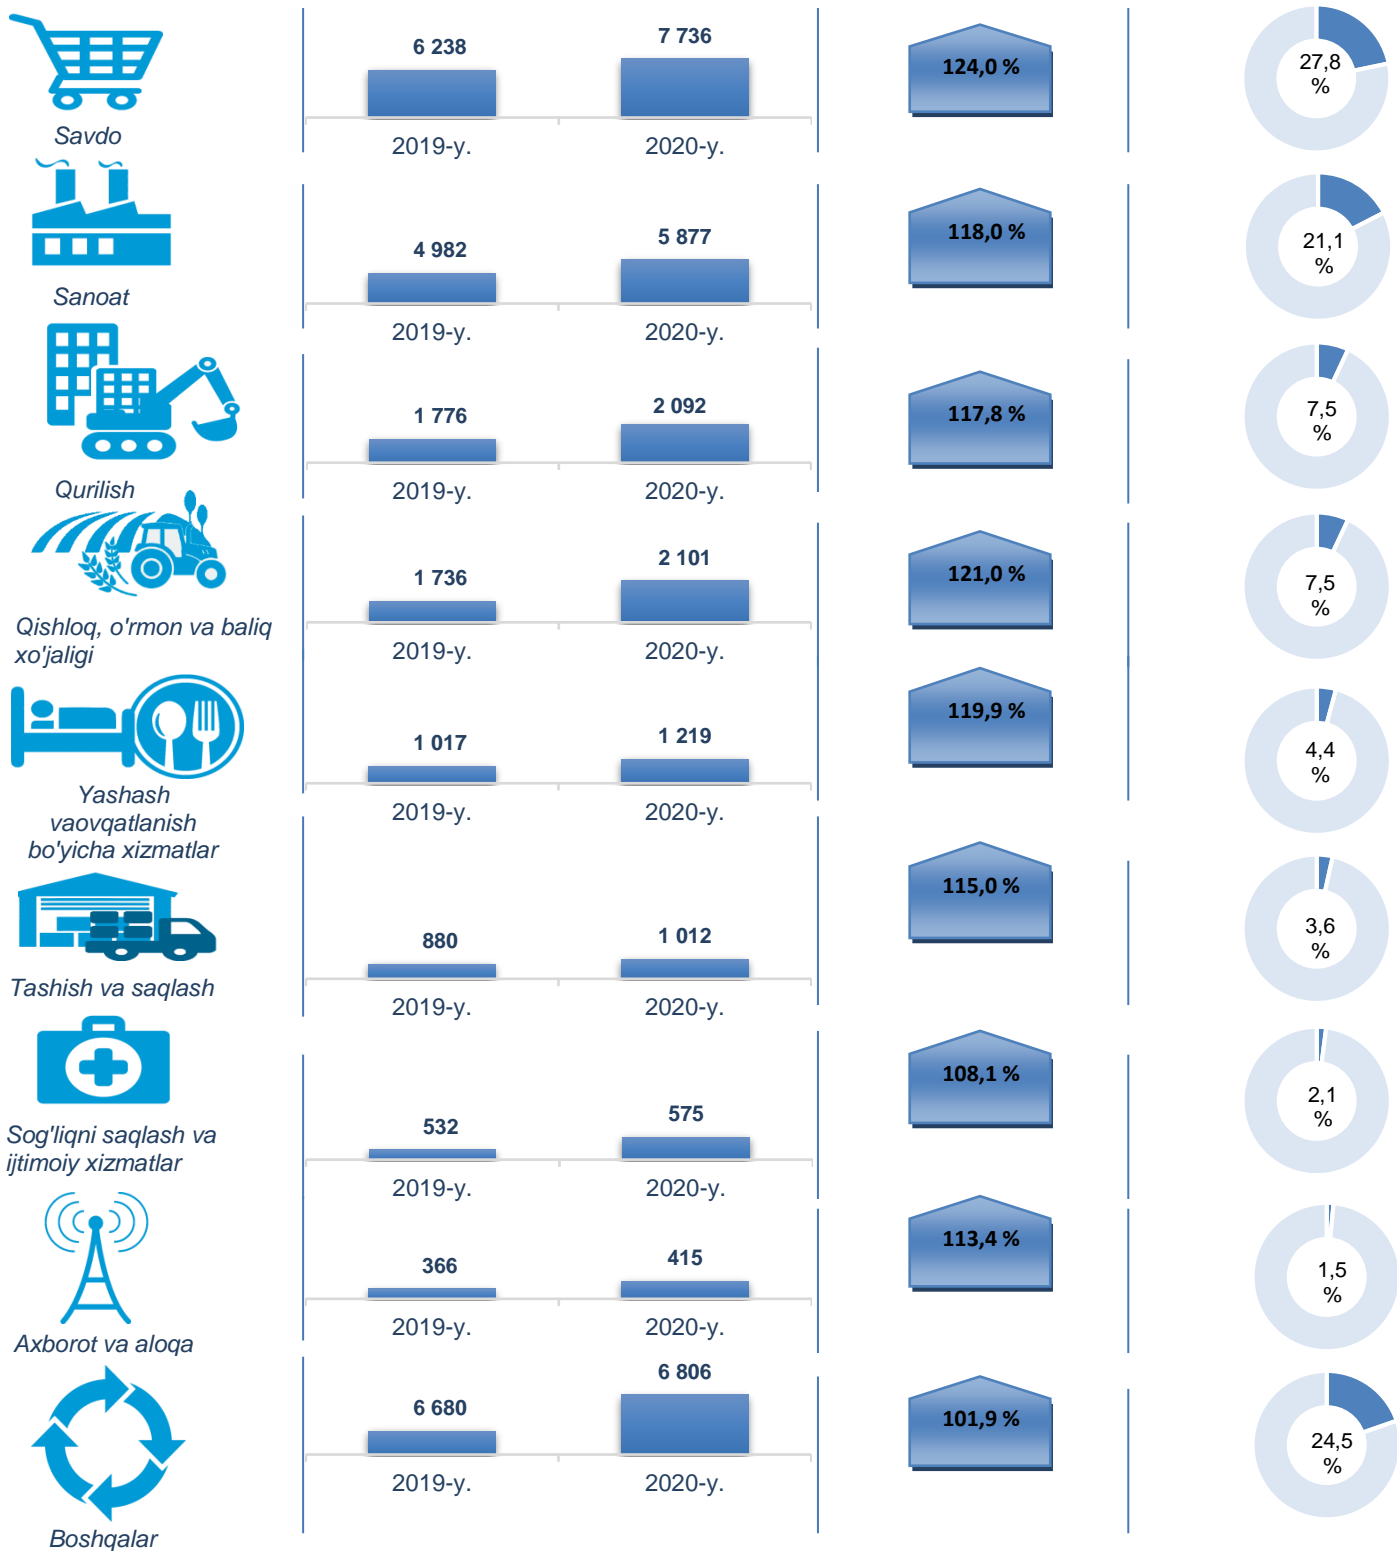 6 238
7 736
124,0 %
27,8
%
Savdo
2019-y.
2020-y.
4 982
5 877
118,0 %
21,1
%
Sanoat
2019-y.
2020-y.
1 776
2 092
117,8 %
7,5
%
Qurilish
2019-y.
2020-y.
1 736
2 101
121,0 %
7,5
%
Qishloq, o'rmon va baliq
xo'jaligi
2019-y.
2020-y.
1 017
1 219
119,9 %
4,4
%
Yashash
vaovqatlanish
bo'yicha xizmatlar
2019-y.
2020-y.
880
1 012
115,0 %
3,6
%
Tashish va saqlash
2019-y.
2020-y.
532
575
108,1 %
2,1
%
Sog'liqni saqlash va
ijtimoiy xizmatlar
2019-y.
2020-y.
366
415
113,4 %
1,5
%
Axborot va aloqa
2019-y.
2020-y.
6 680
6 806
101,9 %
24,5
%
2019-y.
2020-y.
Boshqalar